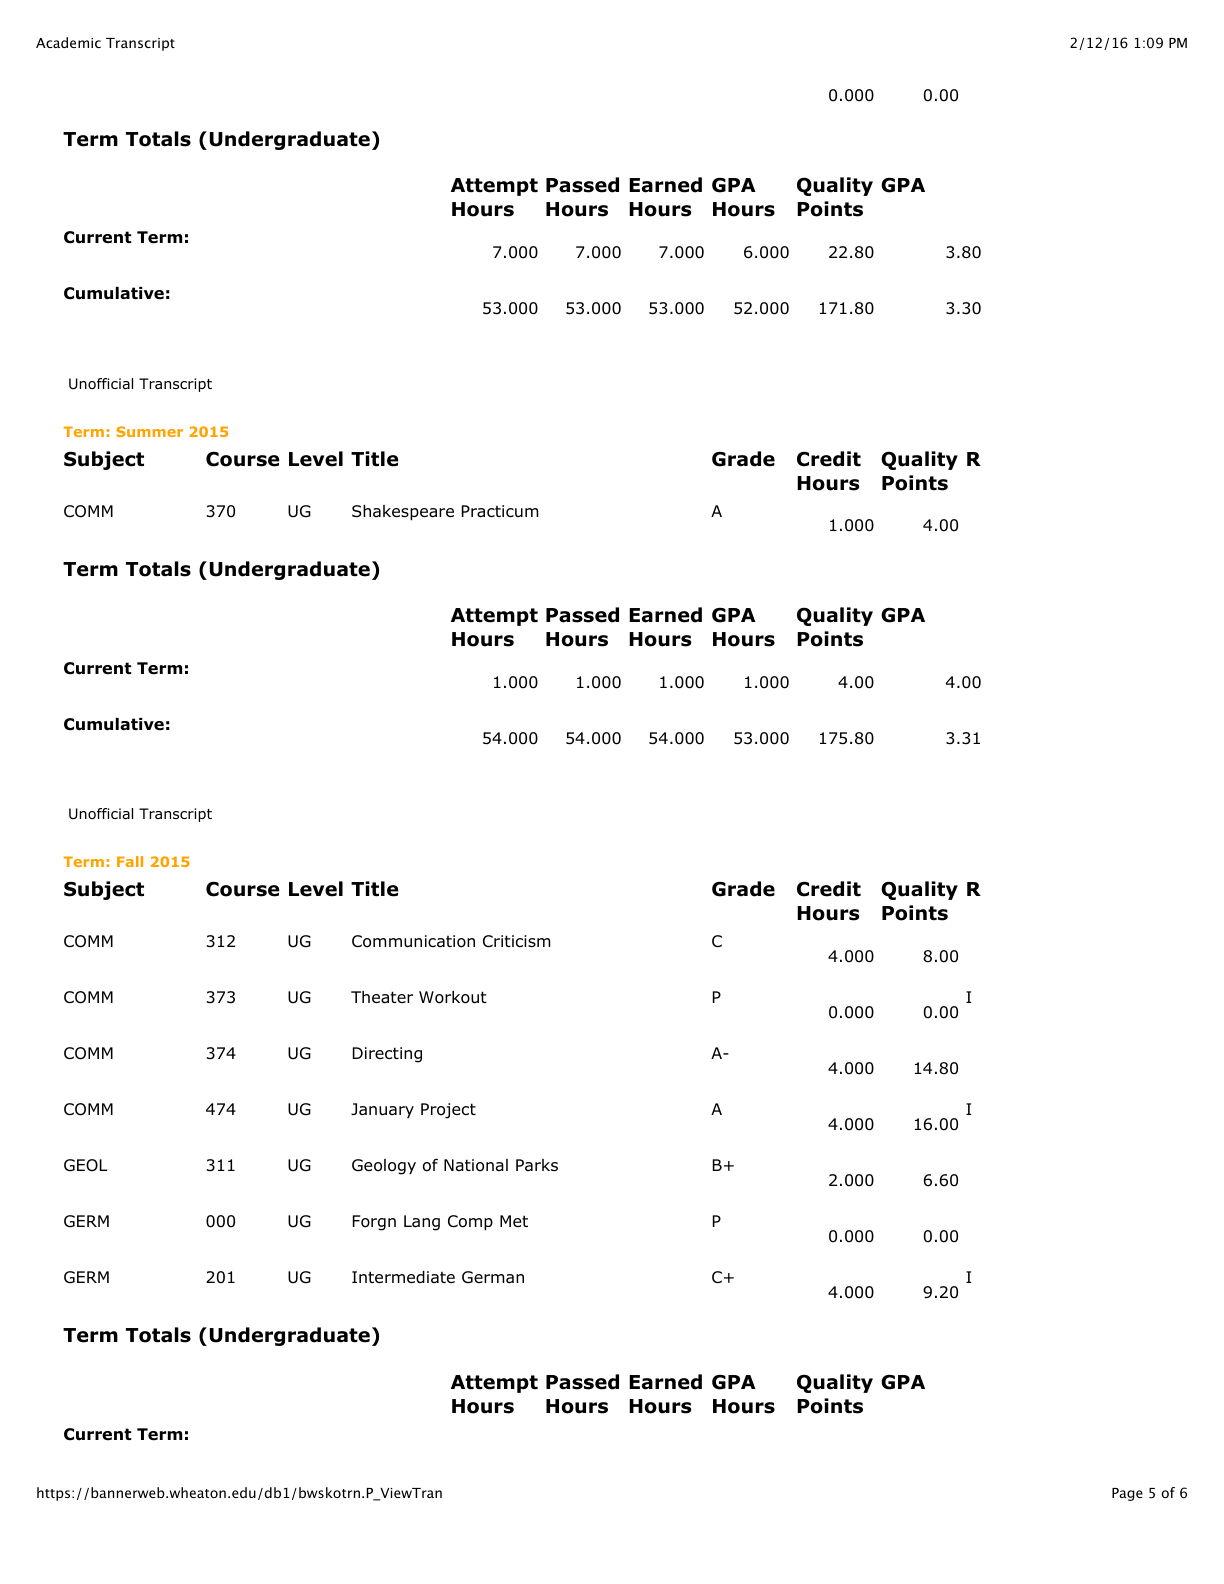 Academic Transcript 2/12/16 1:09 PM
0.000 0.00
Term Totals (Undergraduate)
Attempt Passed Earned GPA Quality GPA
Hours Hours Hours Hours Points
Current Term:
7.000 7.000 7.000 6.000 22.80 3.80
Cumulative:
53.000 53.000 53.000 52.000 171.80 3.30
Unofficial Transcript
Term: Summer 2015
Subject Course Level Title Grade Credit Quality R
Hours Points
COMM 370 UG Shakespeare Practicum A
1.000 4.00
Term Totals (Undergraduate)
Attempt Passed Earned GPA Quality GPA
Hours Hours Hours Hours Points
Current Term:
1.000 1.000 1.000 1.000 4.00 4.00
Cumulative:
54.000 54.000 54.000 53.000 175.80 3.31
Unofficial Transcript
Term: Fall 2015
Subject Course Level Title Grade Credit Quality R
Hours Points
COMM 312 UG Communication Criticism C
4.000 8.00
COMM 373 UG Theater Workout P I
0.000 0.00
COMM 374 UG Directing A-
4.000 14.80
COMM 474 UG January Project A I
4.000 16.00
GEOL 311 UG Geology of National Parks B+
2.000 6.60
GERM 000 UG Forgn Lang Comp Met P
0.000 0.00
GERM 201 UG Intermediate German C+ I
4.000 9.20
Term Totals (Undergraduate)
Attempt Passed Earned GPA Quality GPA
Hours Hours Hours Hours Points
Current Term:
https://bannerweb.wheaton.edu/db1/bwskotrn.P_ViewTran Page 5 of 6